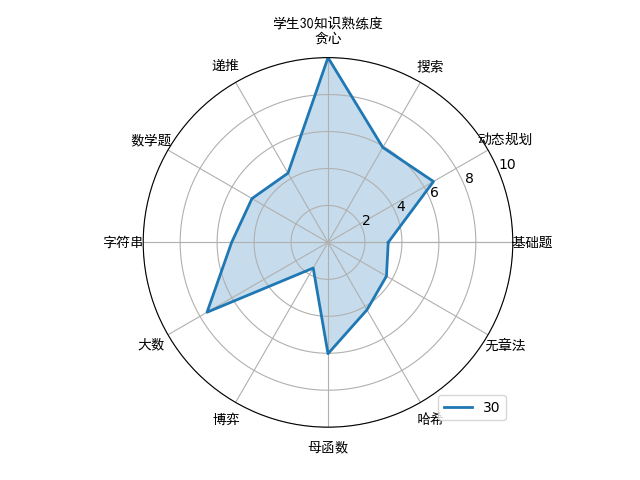 学生30知识熟练度
贪心
递推
搜索
数学题
动态规划
10
8
6
4
2
字符串
基础题
大数
无章法
博弈
哈希
30
母函数